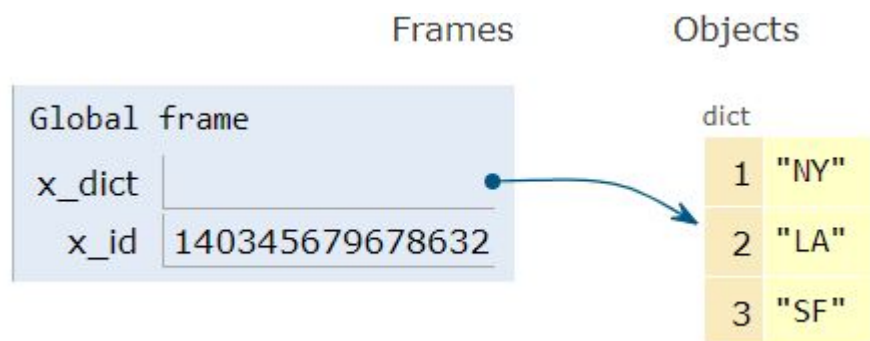 Frames Objects
Global frame
dict
x_dict
1 "NY"
x_id 140345679678632
2 "LA"
3 "SF"